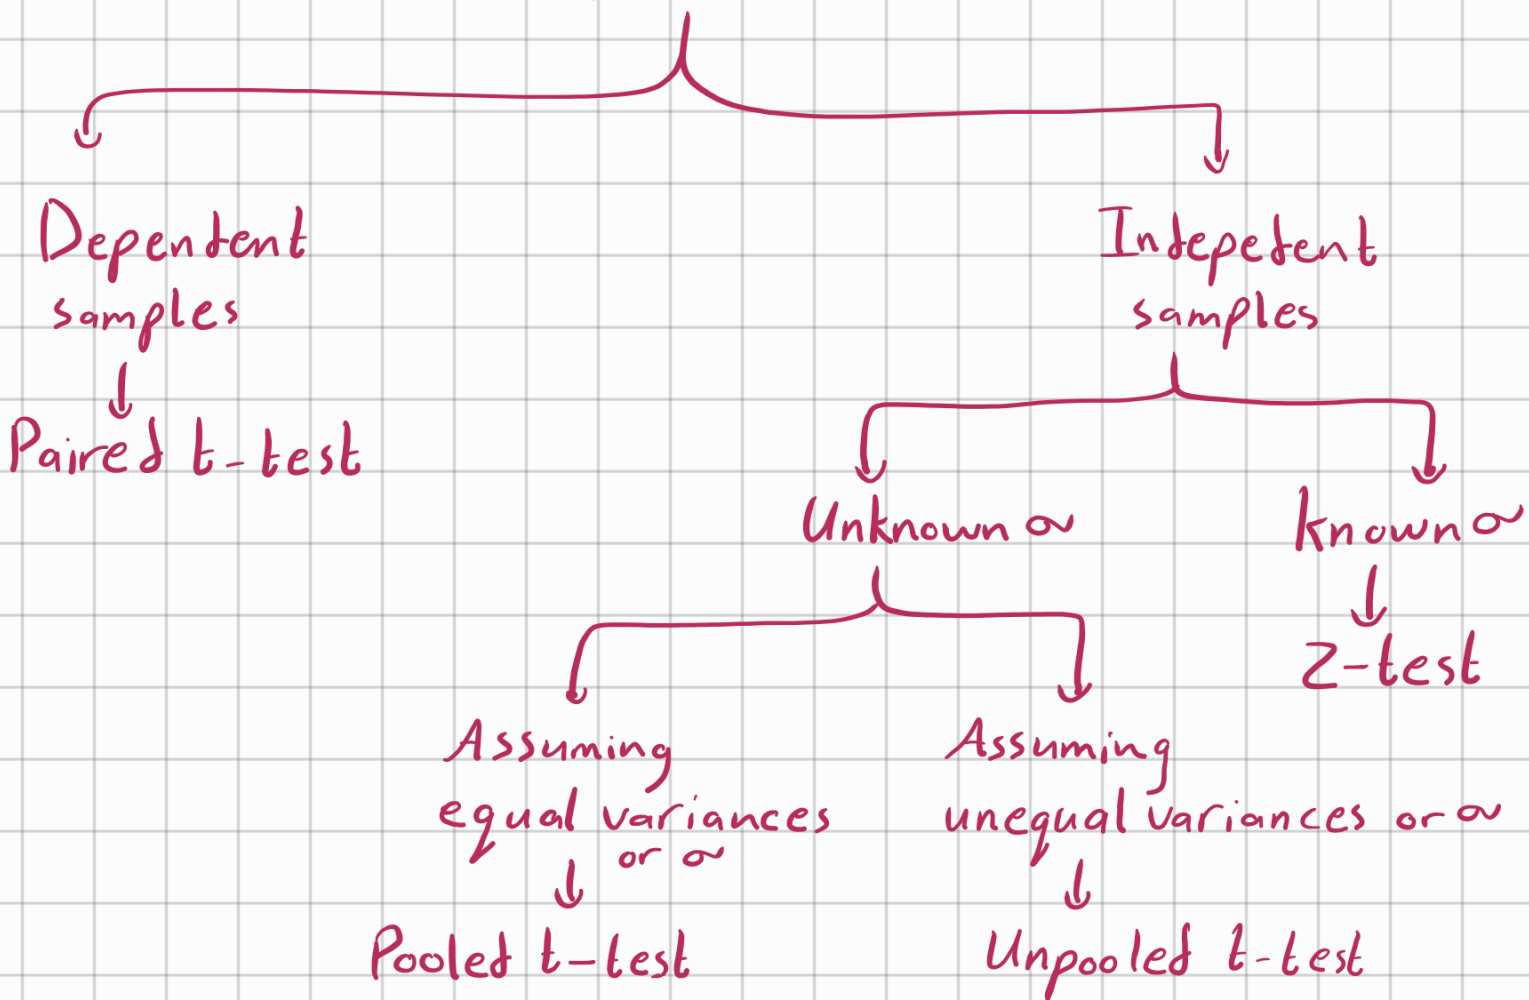 Dependent
samples
Paired t-test
Indepedent
samples
Unknown σ
known σ
Z-test
Assuming
equal variances
or σ
Pooled t-test
Assuming
unequal variances or σ
Unpooled t-test